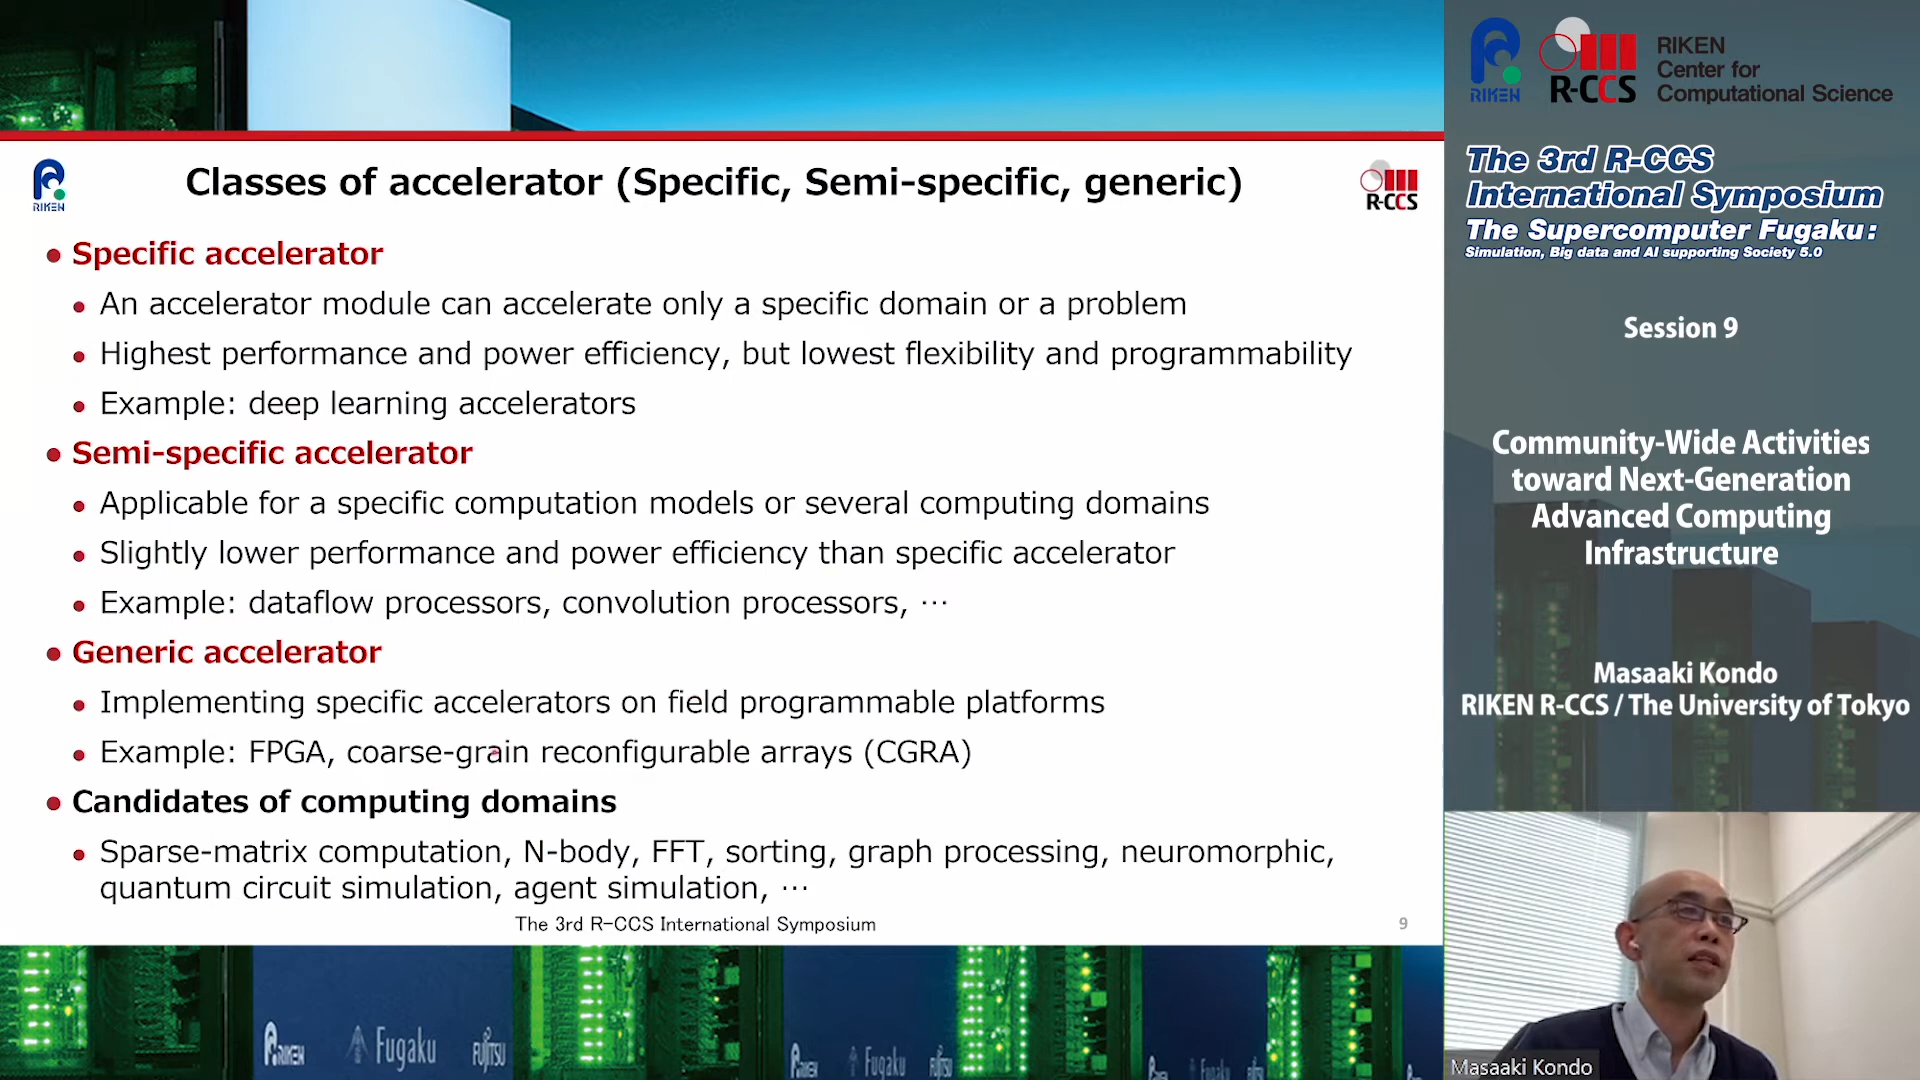 RIKEN
R-CCS
RIKEN
Center for
Computational Science
The 3rd R-CCS
International Symposium
The Supercomputer Fugaku:
Simulation, Big data and AI supporting Society 5.0
Session 9
Community-Wide Activities
toward Next-Generation
Advanced Computing
Infrastructure
Masaaki Kondo
RIKEN R-CCS / The University of Tokyo
Masaaki Kondo
RIKEN
Classes of accelerator (Specific, Semi-specific, generic)
R-CCS
● Specific accelerator
● An accelerator module can accelerate only a specific domain or a problem
● Highest performance and power efficiency, but lowest flexibility and programmability
● Example: deep learning accelerators
● Semi-specific accelerator
● Applicable for a specific computation models or several computing domains
● Slightly lower performance and power efficiency than specific accelerator
● Example: dataflow processors, convolution processors, …
● Generic accelerator
● Implementing specific accelerators on field programmable platforms
● Example: FPGA, coarse-grain reconfigurable arrays (CGRA)
● Candidates of computing domains
● Sparse-matrix computation, N-body, FFT, sorting, graph processing, neuromorphic,
quantum circuit simulation, agent simulation, …
The 3rd R-CCS International Symposium
9
RIKEN Fugaku FUJITSU
RIKEN Fugaku FUJITSU